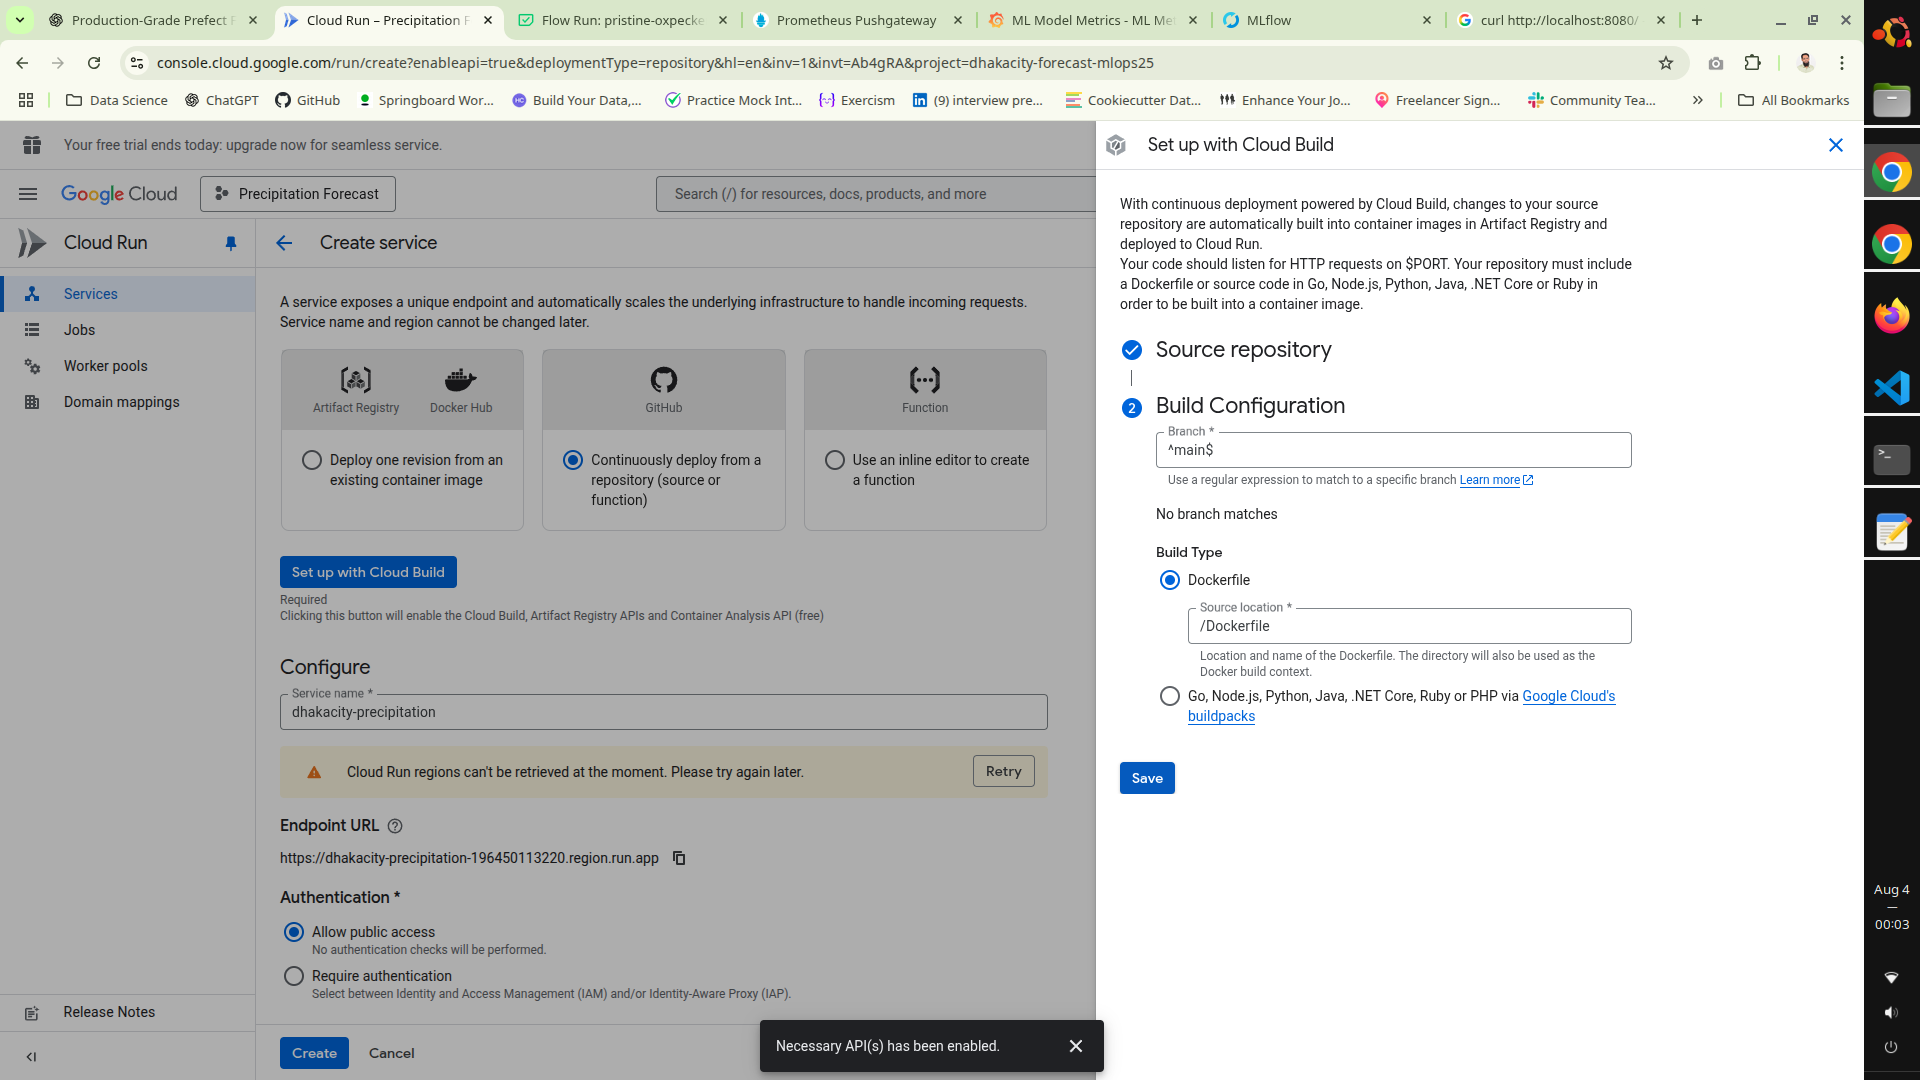 Production-Grade Prefect F
Cloud Run – Precipitation F
Flow Run: pristine-oxpecke
Prometheus Pushgateway
ML Model Metrics - ML Me
MLflow
curl http://localhost:8080/
console.cloud.google.com/run/create?enableapi=true&deploymentType=repository&hl=en&inv=1&invt=Ab4gRA&project=dhakacity-forecast-mlops25
Data Science
ChatGPT
GitHub
Springboard Wor...
Build Your Data,...
Practice Mock Int...
Exercism
(9) interview pre...
Cookiecutter Dat...
Enhance Your Jo...
Freelancer Sign...
Community Tea...
All Bookmarks
Your free trial ends today: upgrade now for seamless service.
Google Cloud
Precipitation Forecast
Search (/) for resources, docs, products, and more
Cloud Run
Services
Jobs
Worker pools
Domain mappings
Release Notes
Create service
A service exposes a unique endpoint and automatically scales the underlying infrastructure to handle incoming requests.
Service name and region cannot be changed later.
Artifact Registry
Docker Hub
Deploy one revision from an
existing container image
GitHub
Continuously deploy from a
repository (source or
function)
Function
Use an inline editor to create
a function
Set up with Cloud Build
Required
Clicking this button will enable the Cloud Build, Artifact Registry APIs and Container Analysis API (free)
Configure
Service name *
dhakacity-precipitation
Cloud Run regions can't be retrieved at the moment. Please try again later.
Retry
Endpoint URL
https://dhakacity-precipitation-196450113220.region.run.app
Authentication *
Allow public access
No authentication checks will be performed.
Require authentication
Select between Identity and Access Management (IAM) and/or Identity-Aware Proxy (IAP).
Create
Cancel
Necessary API(s) has been enabled.
Set up with Cloud Build
With continuous deployment powered by Cloud Build, changes to your source
repository are automatically built into container images in Artifact Registry and
deployed to Cloud Run.
Your code should listen for HTTP requests on $PORT. Your repository must include
a Dockerfile or source code in Go, Node.js, Python, Java, .NET Core or Ruby in
order to be built into a container image.
Source repository
2
Build Configuration
Branch *
^main$
Use a regular expression to match to a specific branch Learn more
No branch matches
Build Type
Dockerfile
Source location *
/Dockerfile
Location and name of the Dockerfile. The directory will also be used as the
Docker build context.
Go, Node.js, Python, Java, .NET Core, Ruby or PHP via Google Cloud's
buildpacks
Save
Aug 4
00:03